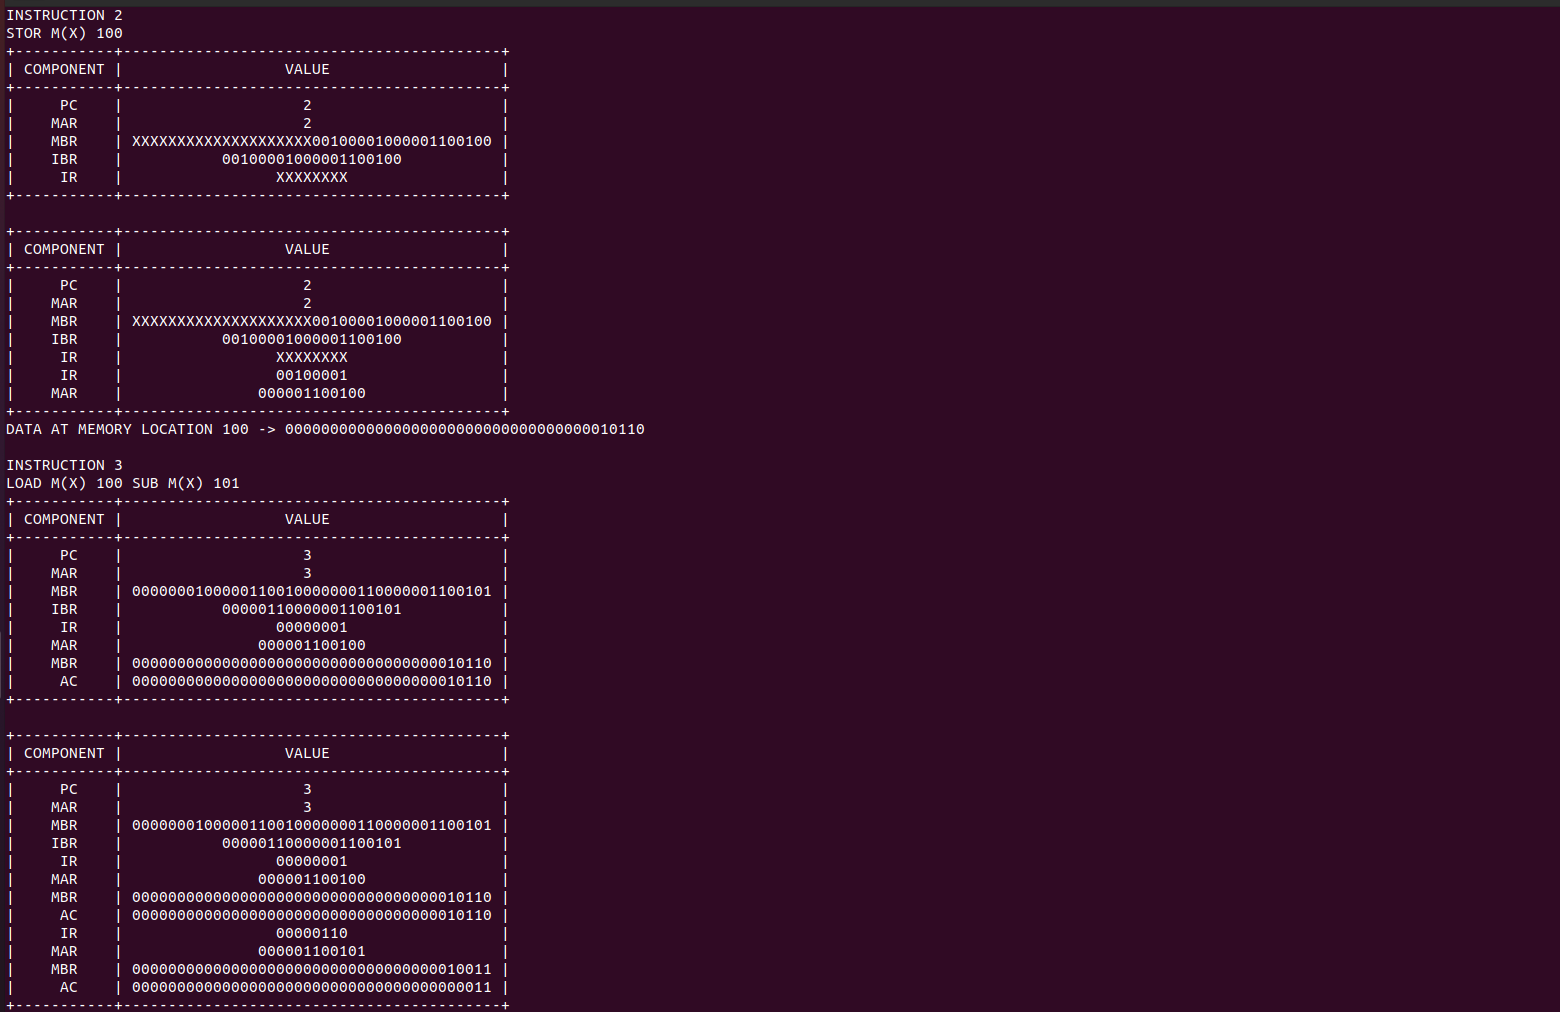 INSTRUCTION 2
STOR M(X) 100
+-----------+------------------------------------------+
| COMPONENT |                  VALUE                   |
+-----------+------------------------------------------+
|     PC    |                    2                     |
|    MAR    |                    2                     |
|    MBR    | XXXXXXXXXXXXXXXXXXXX00100001000001100100 |
|    IBR    |           00100001000001100100           |
|     IR    |                 XXXXXXXX                 |
+-----------+------------------------------------------+
+-----------+------------------------------------------+
| COMPONENT |                  VALUE                   |
+-----------+------------------------------------------+
|     PC    |                    2                     |
|    MAR    |                    2                     |
|    MBR    | XXXXXXXXXXXXXXXXXXXX00100001000001100100 |
|    IBR    |           00100001000001100100           |
|     IR    |                 XXXXXXXX                 |
|     IR    |                 00100001                 |
|    MAR    |               000001100100               |
+-----------+------------------------------------------+
DATA AT MEMORY LOCATION 100 -> 0000000000000000000000000000000000010110
INSTRUCTION 3
LOAD M(X) 100 SUB M(X) 101
+-----------+------------------------------------------+
| COMPONENT |                  VALUE                   |
+-----------+------------------------------------------+
|     PC    |                    3                     |
|    MAR    |                    3                     |
|    MBR    | 0000000100000110010000000110000001100101 |
|    IBR    |           00000110000001100101           |
|     IR    |                 00000001                 |
|    MAR    |               000001100100               |
|    MBR    | 0000000000000000000000000000000000010110 |
|     AC    | 0000000000000000000000000000000000010110 |
+-----------+------------------------------------------+
+-----------+------------------------------------------+
| COMPONENT |                  VALUE                   |
+-----------+------------------------------------------+
|     PC    |                    3                     |
|    MAR    |                    3                     |
|    MBR    | 0000000100000110010000000110000001100101 |
|    IBR    |           00000110000001100101           |
|     IR    |                 00000001                 |
|    MAR    |               000001100100               |
|    MBR    | 0000000000000000000000000000000000010110 |
|     AC    | 0000000000000000000000000000000000010110 |
|     IR    |                 00000110                 |
|    MAR    |               000001100101               |
|    MBR    | 0000000000000000000000000000000000010011 |
|     AC    | 0000000000000000000000000000000000000011 |
+-----------+------------------------------------------+